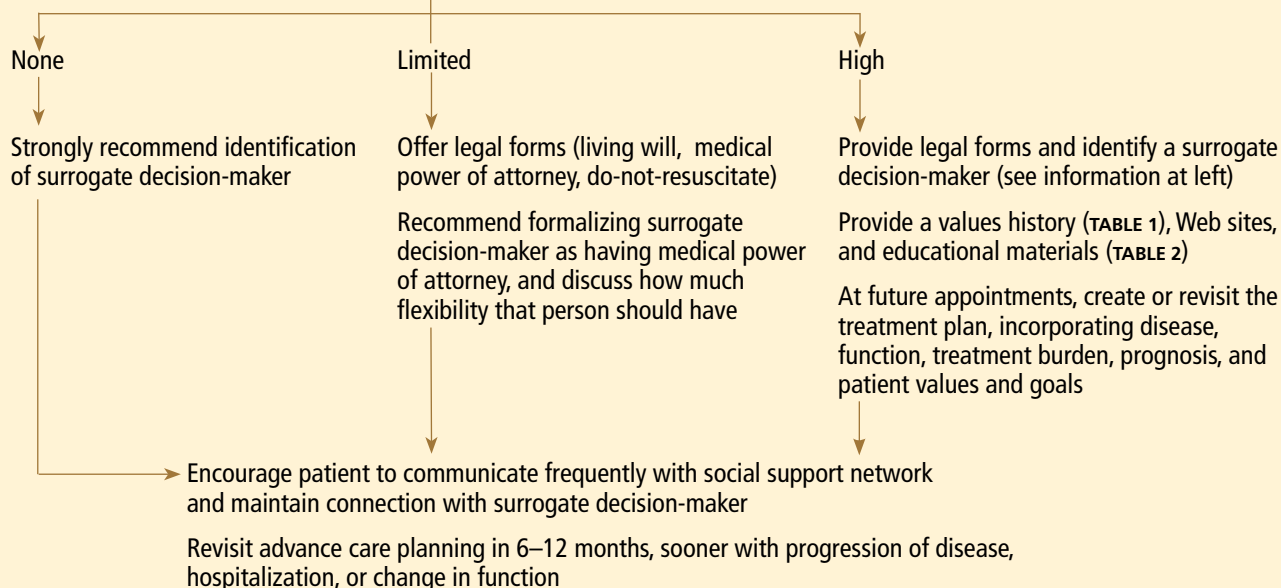 None
Limited
High
Strongly recommend identification
of surrogate decision-maker
Offer legal forms (living will, medical
power of attorney, do-not-resuscitate)
Recommend formalizing surrogate
decision-maker as having medical power
of attorney, and discuss how much
flexibility that person should have
Provide legal forms and identify a surrogate
decision-maker (see information at left)
Provide a values history (TABLE 1), Web sites,
and educational materials (TABLE 2)
At future appointments, create or revisit the
treatment plan, incorporating disease,
function, treatment burden, prognosis, and
patient values and goals
Encourage patient to communicate frequently with social support network
and maintain connection with surrogate decision-maker
Revisit advance care planning in 6–12 months, sooner with progression of disease,
hospitalization, or change in function